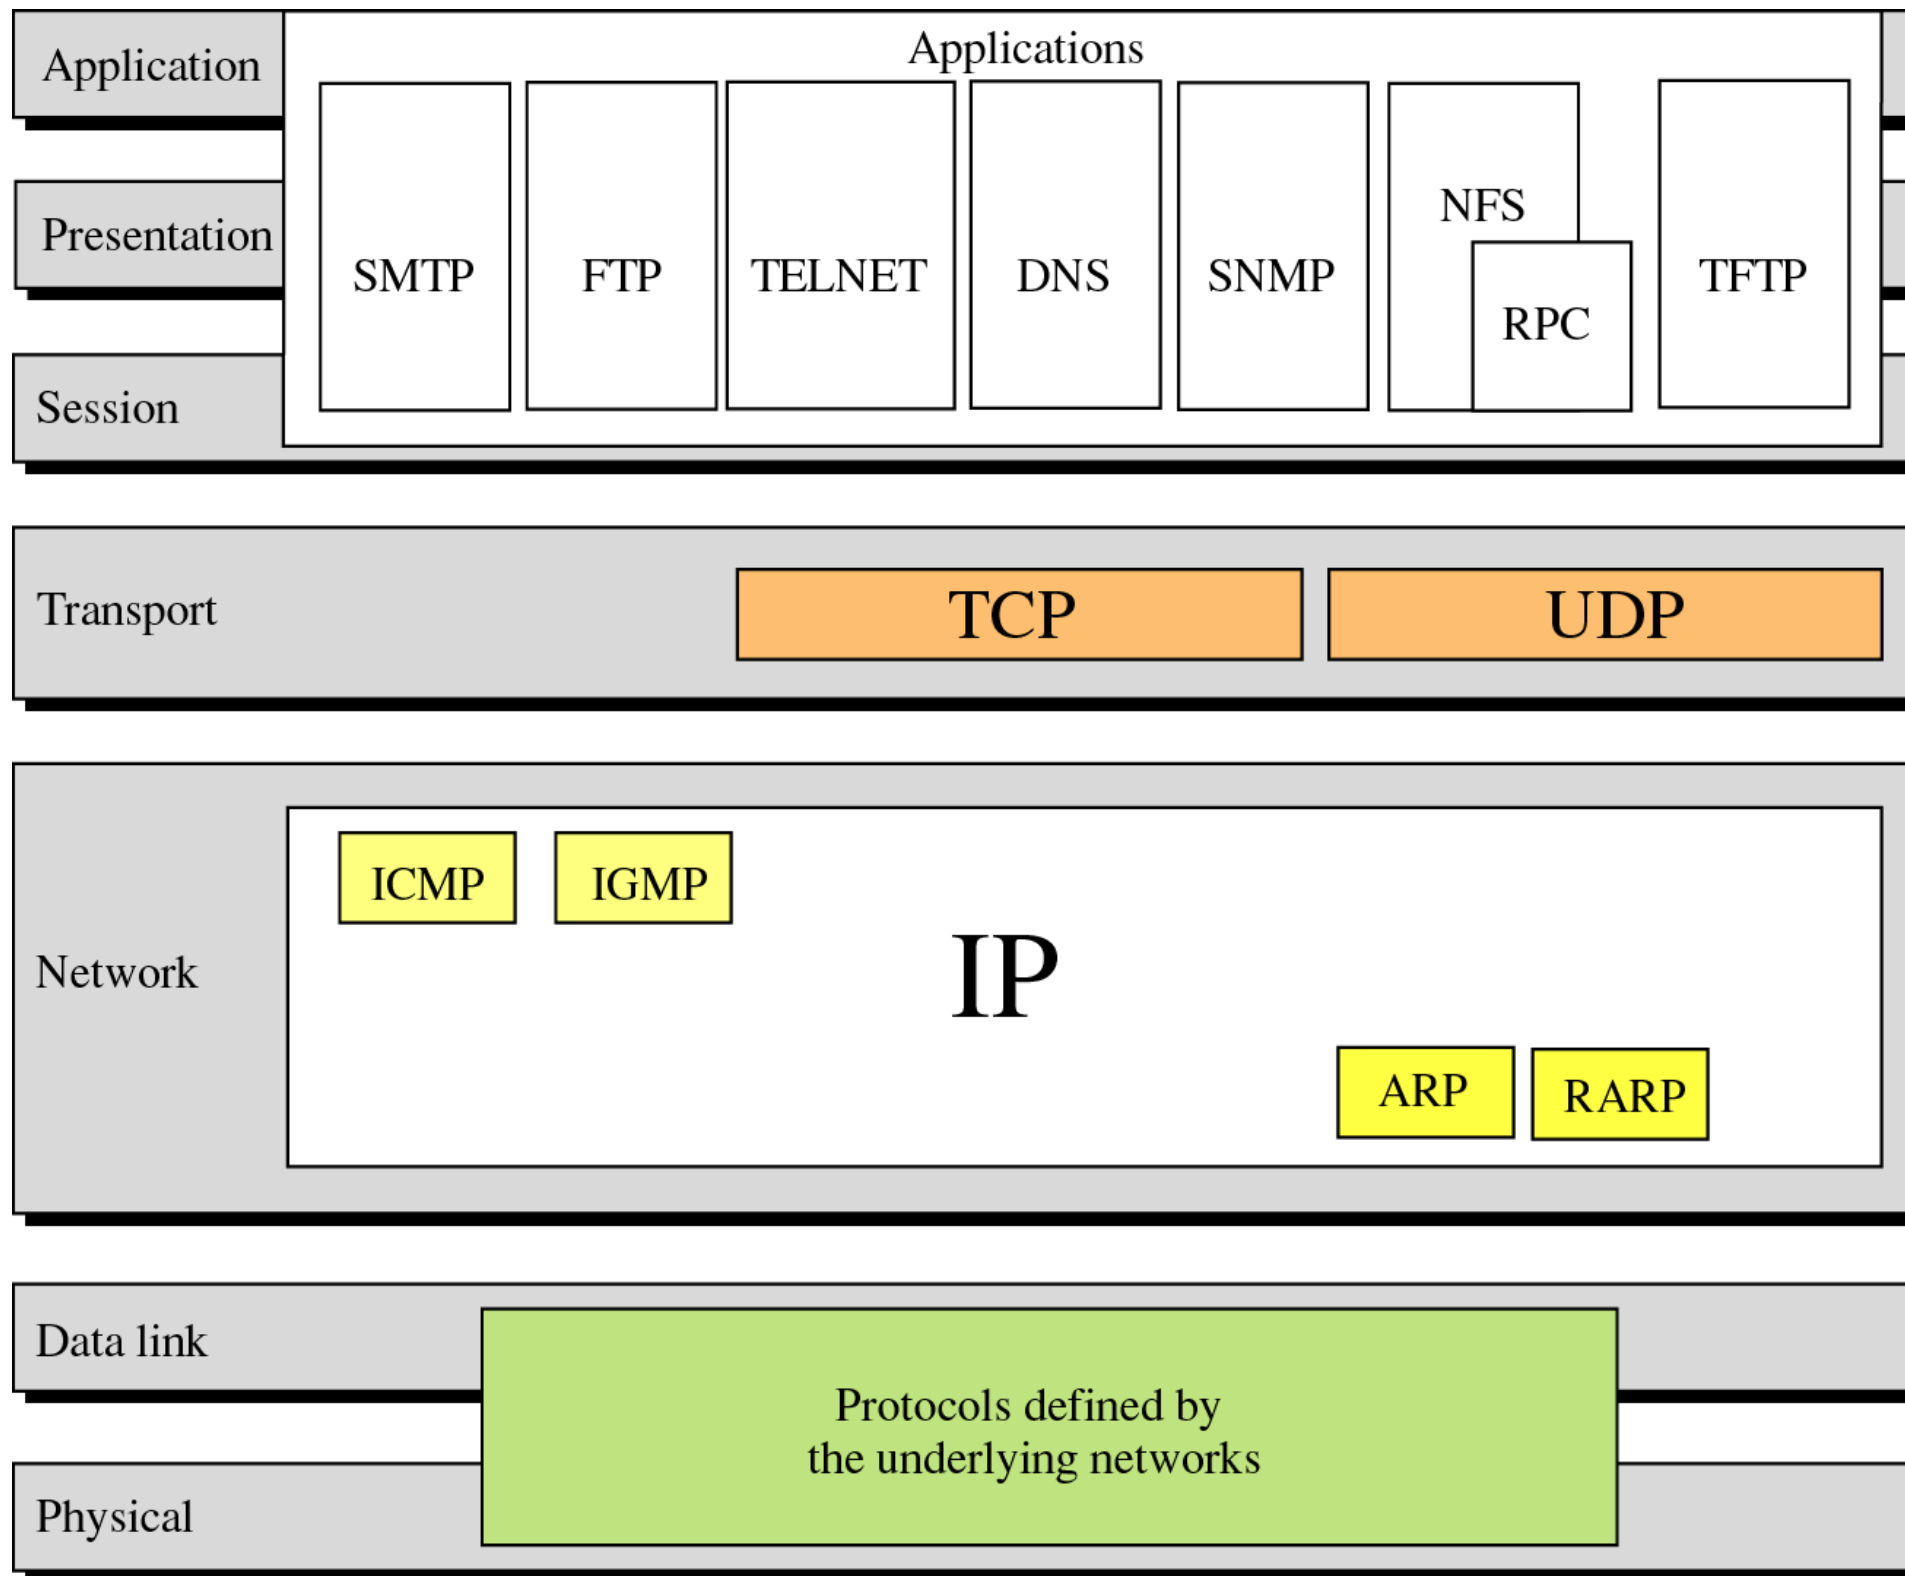 Application
Applications
Presentation
Session
SMTP
FTP
TELNET
DNS
SNMP
NFS
RPC
TFTP
Transport
TCP
UDP
Network
ICMP
IGMP
IP
ARP
RARP
Data link
Physical
Protocols defined by
the underlying networks